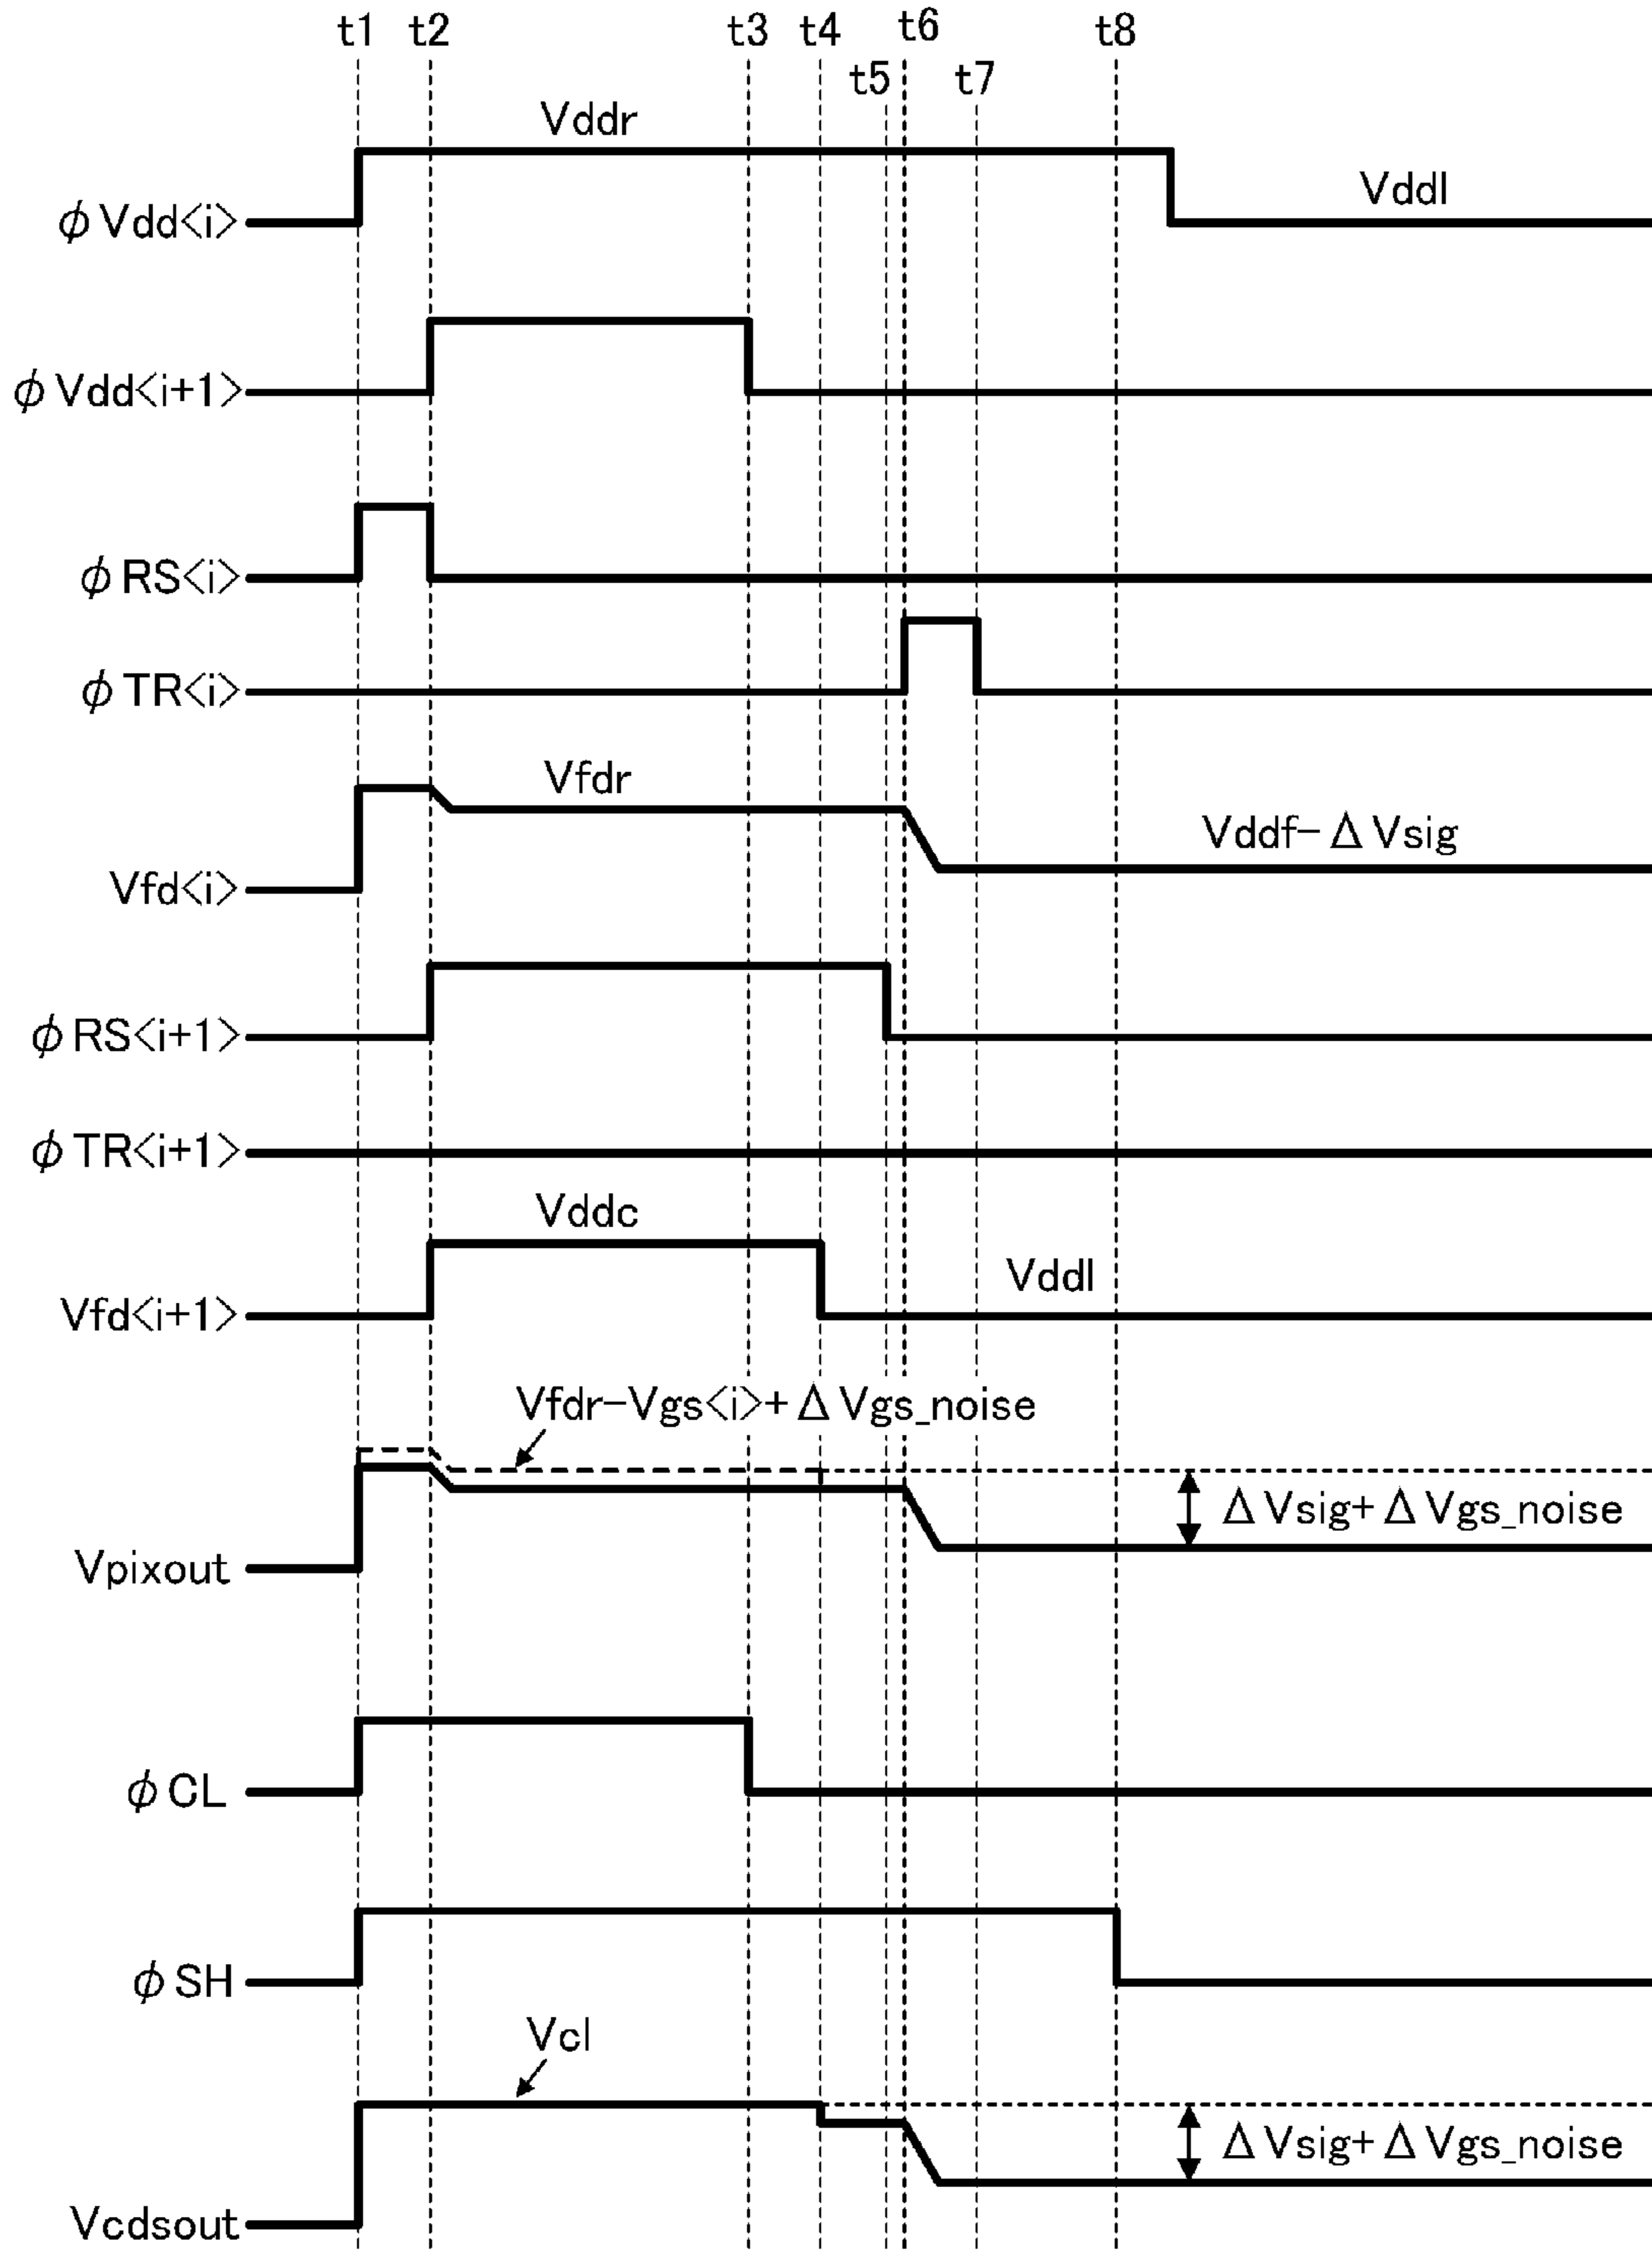 t1 t2 t3 t4 t6 t8
t5 t7
Vddr
φVdd<i>
Vddl
φVdd<i+1>
φRS<i>
φTR<i>
Vfdr
Vddf-ΔVsig
Vfd<i>
φRS<i+1>
φTR<i+1>
Vddc
Vddl
Vfd<i+1>
Vfdr-Vgs<i>+ΔVgs_noise
ΔVsig+ΔVgs_noise
Vpixout
φCL
φSH
Vcl
ΔVsig+ΔVgs_noise
Vcdsout